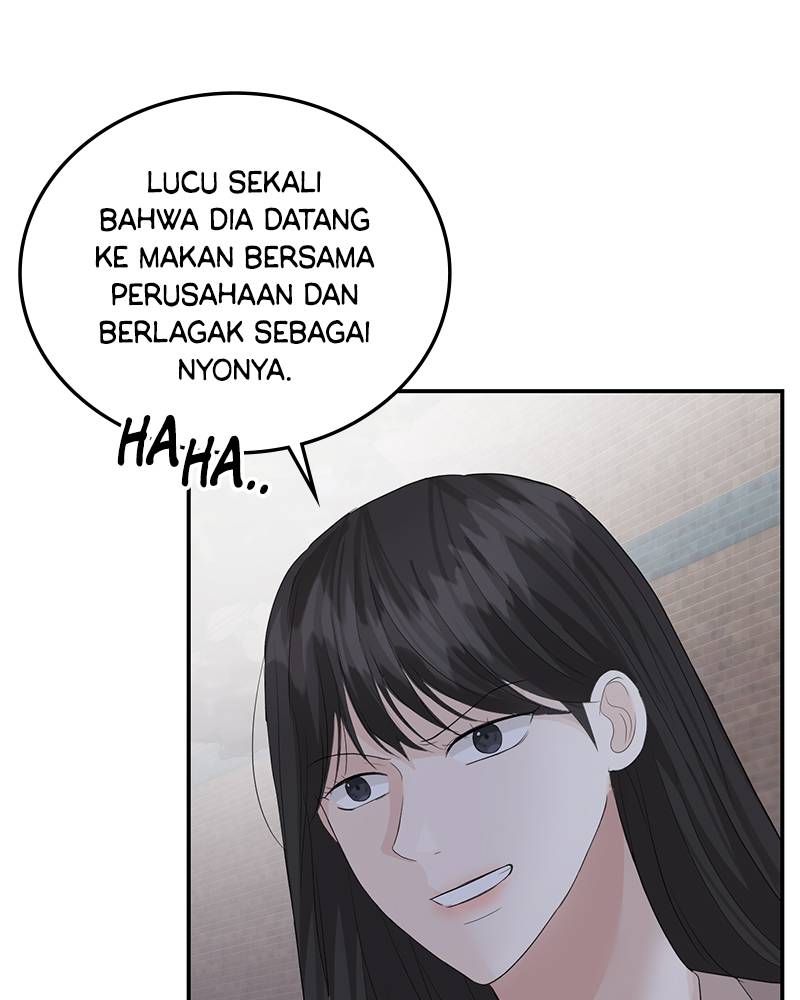 LUCU SEKALI
BAHWA DIA DATANG
KE MAKAN BERSAMA
PERUSAHAAN DAN
BERLAGAK SEBAGAI
NYONYA.
HAHA..